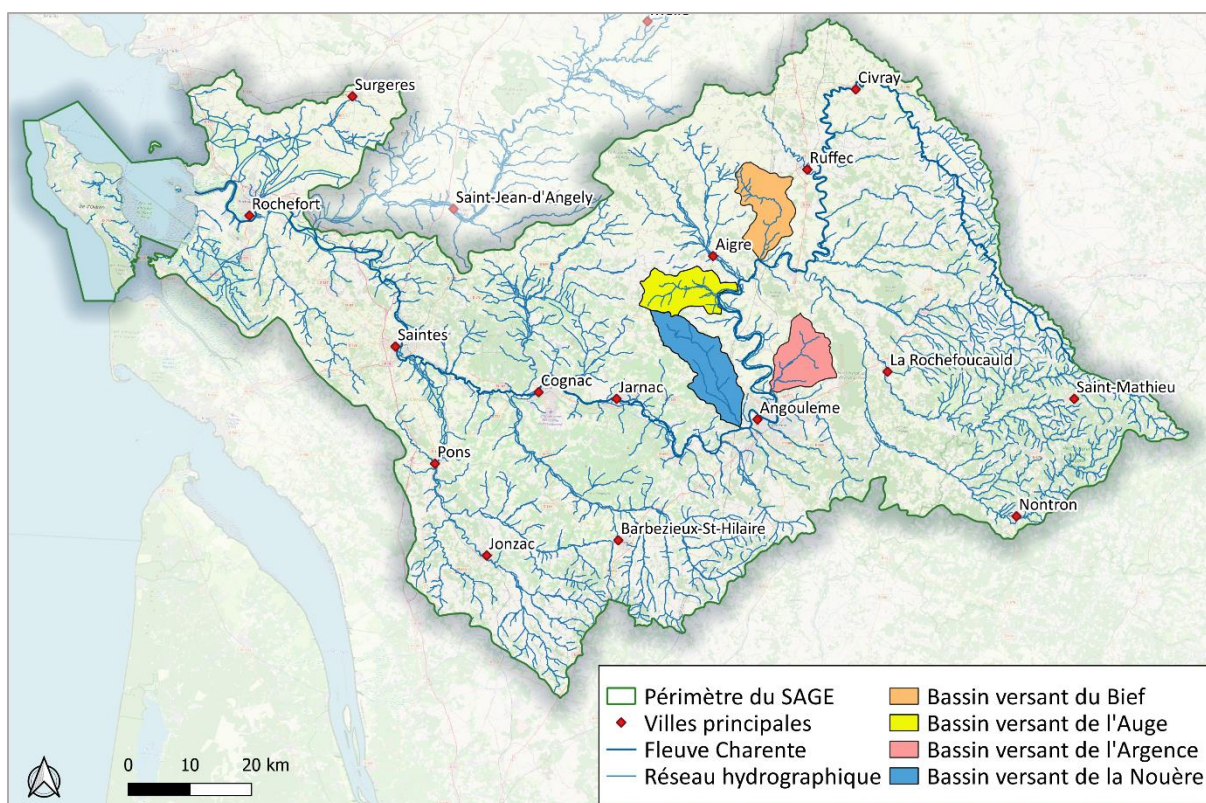 Surgeres
Civray
Ruffec
Rochefort
Saint-Jean-d'Angely
Aigre
Saintes
La Rochefoucauld
Cognac
Jarnac
Saint-Mathieu
Angouleme
Pons
Nontron
Barbezieux-St-Hilaire
Jonzac
Périmètre du SAGE
Villes principales
Fleuve Charente
Réseau hydrographique
Bassin versant du Bief
Bassin versant de l'Auge
Bassin versant de l'Argence
Bassin versant de la Nouère
0 10 20 km